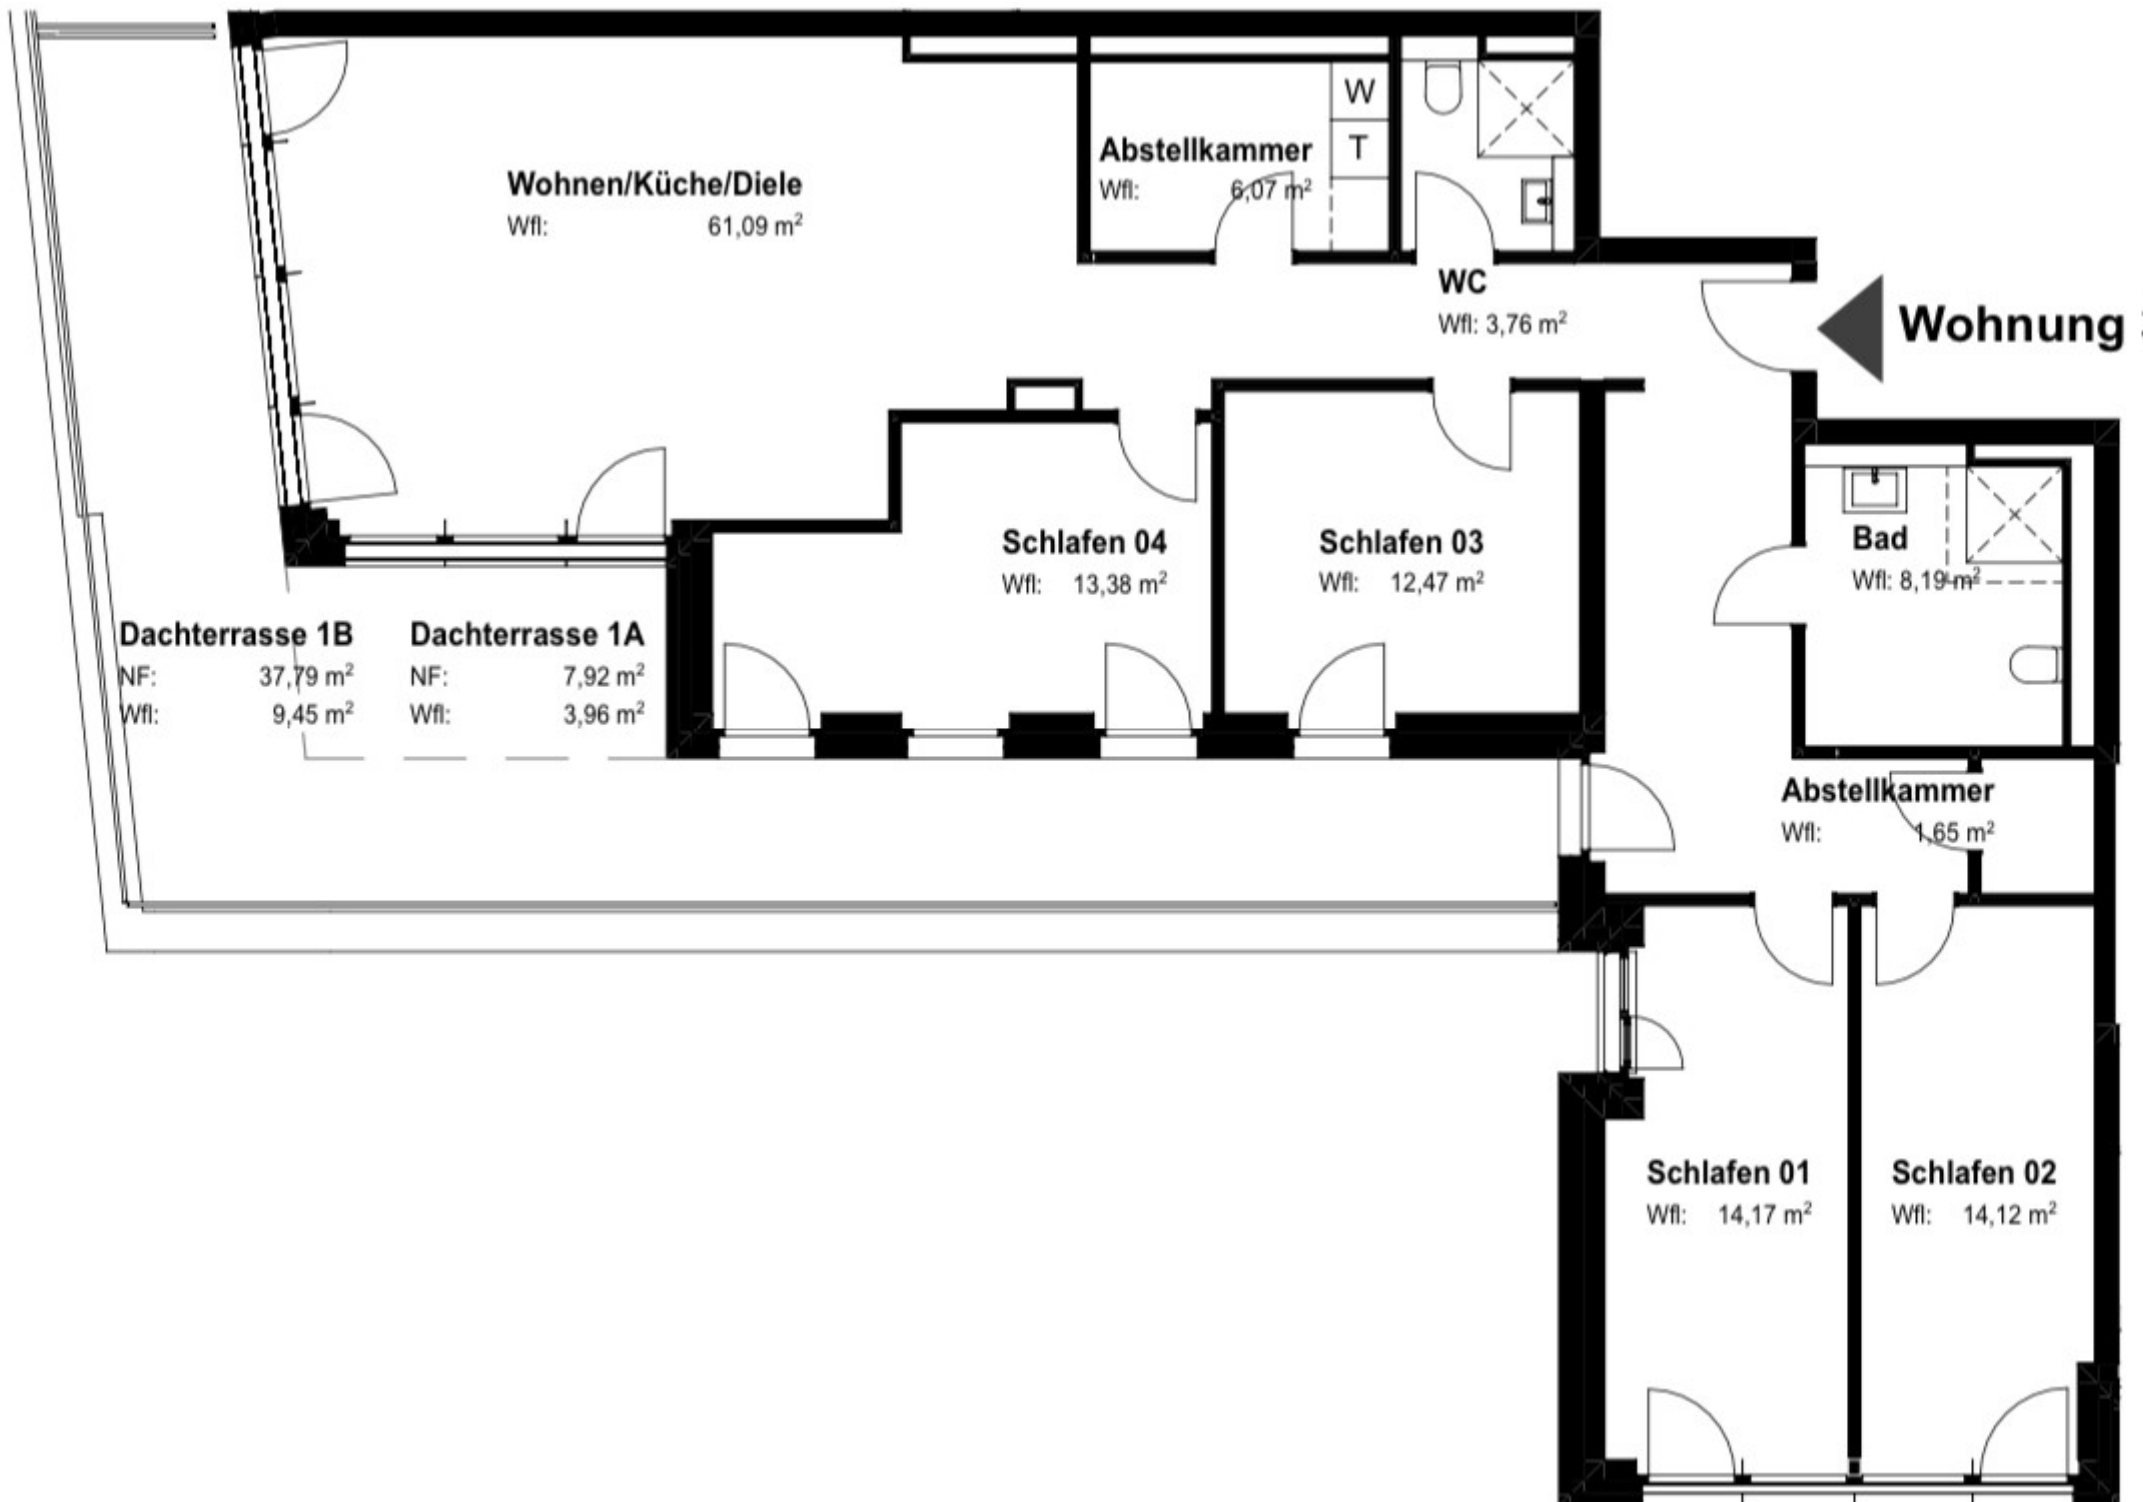 W
T
Abstellkammer
Wfl: 6,07 m²
Wohnen/Küche/Diele
Wfl: 61,09 m²
WC
Wfl: 3,76 m²
Wohnung
Schlafen 04
Wfl: 13,38 m²
Schlafen 03
Wfl: 12,47 m²
Bad
Wfl: 8,19 m²
Dachterrasse 1B
NF: 37,79 m²
Wfl: 9,45 m²
Dachterrasse 1A
NF: 7,92 m²
Wfl: 3,96 m²
Abstellkammer
Wfl: 1,65 m²
Schlafen 01
Wfl: 14,17 m²
Schlafen 02
Wfl: 14,12 m²